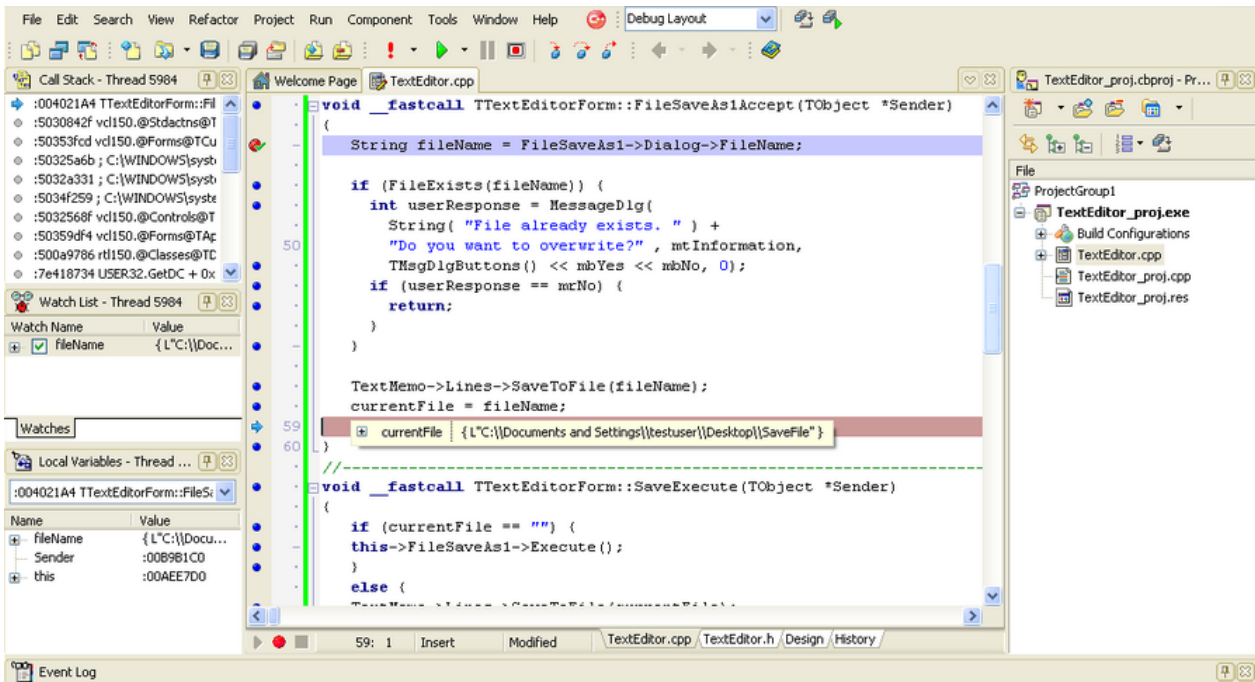 File Edit Search View Refactor Project Run Component Tools Window Help Debug Layout
Call Stack - Thread 5984
:004021A4 TTextEditorForm::Fil
:5030842f vcl150.@Stdactns@T
:50353fcd vcl150.@Forms@TCu
:50325a6b ; C:\WINDOWS\syst
:5032a331 ; C:\WINDOWS\syst
:5034f259 ; C:\WINDOWS\syste
:5032568f vcl150.@Controls@T
:50359df4 vcl150.@Forms@TAp
:500a9786 rtl150.@Classes@TD
:7e418734 USER32.GetDC + 0x
Watch List - Thread 5984
Watch Name Value
fileName {L"C:\\Doc...
Watches
Local Variables - Thread ...
:004021A4 TTextEditorForm::FileSa
Name Value
fileName {L"C:\\Docu...
Sender :00B9B1C0
this :00AEE7D0
Welcome Page TextEditor.cpp
void __fastcall TTextEditorForm::FileSaveAs1Accept(TObject *Sender)
{
String fileName = FileSaveAs1->Dialog->FileName;
if (FileExists(fileName)) {
int userResponse = MessageDlg(
String( "File already exists. " ) +
50 "Do you want to overwrite?" , mtInformation,
TMsgDlgButtons() << mbYes << mbNo, 0);
if (userResponse == mrNo) {
return;
}
}
TextMemo->Lines->SaveToFile(fileName);
currentFile = fileName;
59 currentFile {L"C:\\Documents and Settings\\testuser\\Desktop\\SaveFile"}
60 }
//----------------------------------------------------------------------
void __fastcall TTextEditorForm::SaveExecute(TObject *Sender)
{
if (currentFile == "") {
this->FileSaveAs1->Execute();
}
else {
TextMemo->Lines->SaveToFile(currentFile);
59: 1 Insert Modified TextEditor.cpp TextEditor.h Design History
TextEditor_proj.cbproj - Pr...
File
ProjectGroup1
TextEditor_proj.exe
Build Configurations
TextEditor.cpp
TextEditor_proj.cpp
TextEditor_proj.res
Event Log